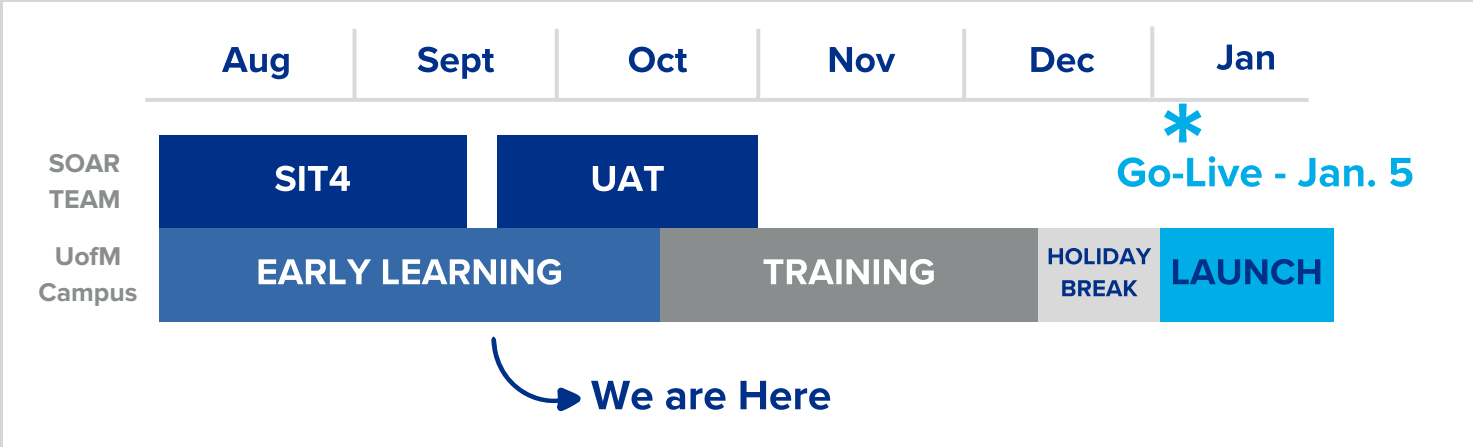 Aug Sept Oct Nov Dec Jan
*
Go-Live - Jan. 5
SOAR
TEAM
SIT4 UAT
UofM
Campus
EARLY LEARNING TRAINING
HOLIDAY
BREAK
LAUNCH
We are Here